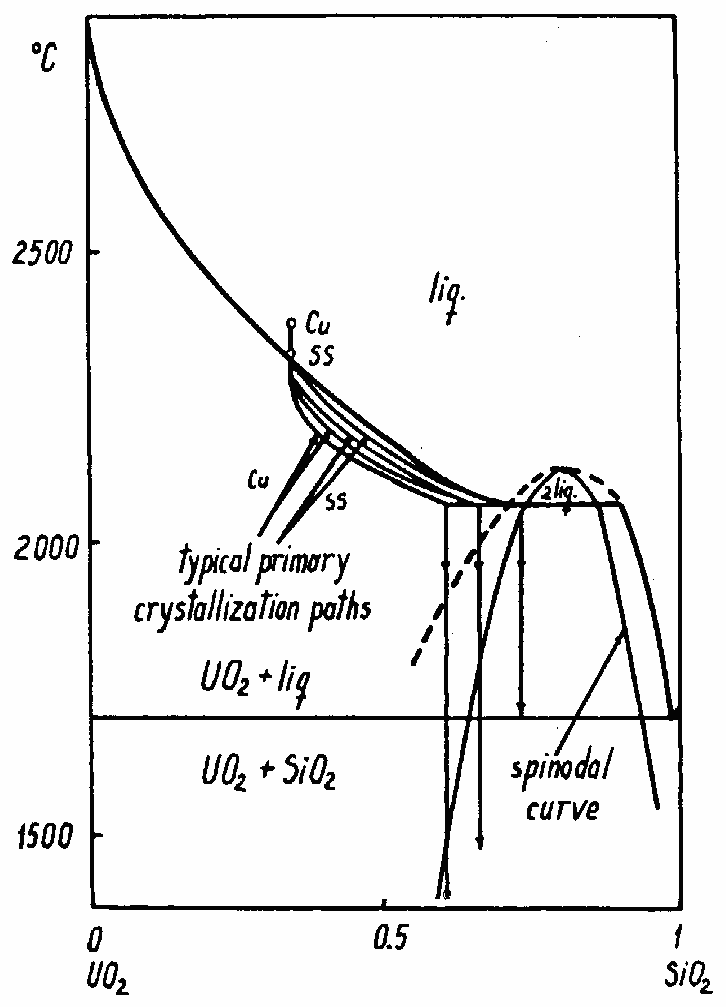 °C
2500
liq.
Cu
SS
2 liq.
Cu
SS
2000
typical primary
crystallization paths
UO₂ + liq
UO₂ + SiO₂
spinodal
curve
1500
0
0.5
1
UO₂
SiO₂